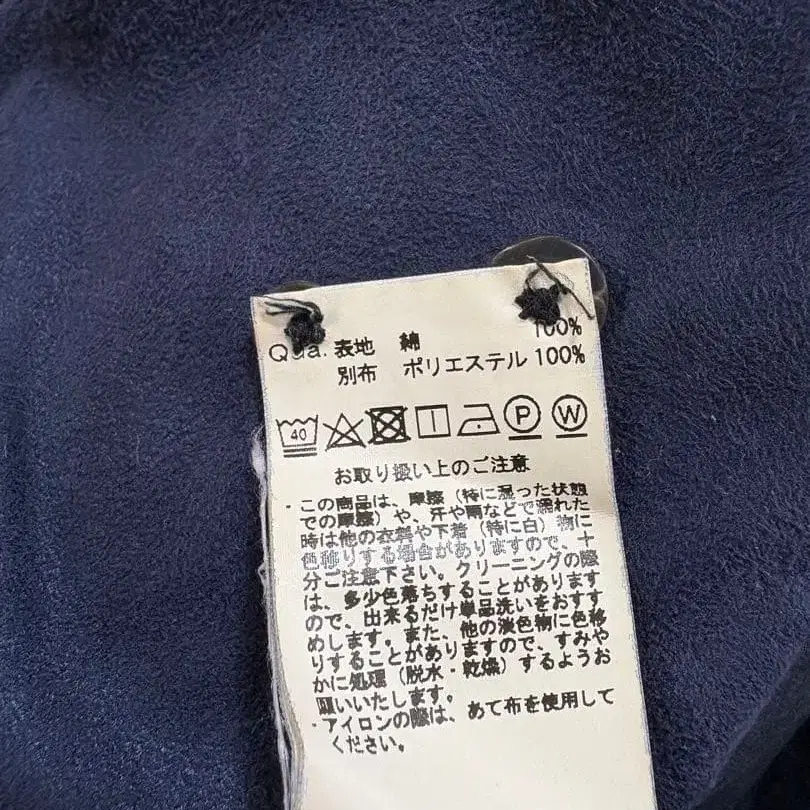 Qua. 表地 綿 100%
別布 ポリエステル 100%
40 P W
お取り扱い上のご注意
・この商品は、摩擦（特に湿った状態
での摩擦）や、汗や雨などで濡れた
時は他の衣料や下着（特に白）物に
色移りする場合がありますので、十
分ご注意下さい。クリーニングの際
は、多少色落ちすることがあります
ので、出来るだけ単品洗いをおすす
めします。また、他の淡色物に色移
りすることがありますので、すみや
かに処理（脱水・乾燥）するようお
願いいたします。
・アイロンの際は、あて布を使用して
ください。